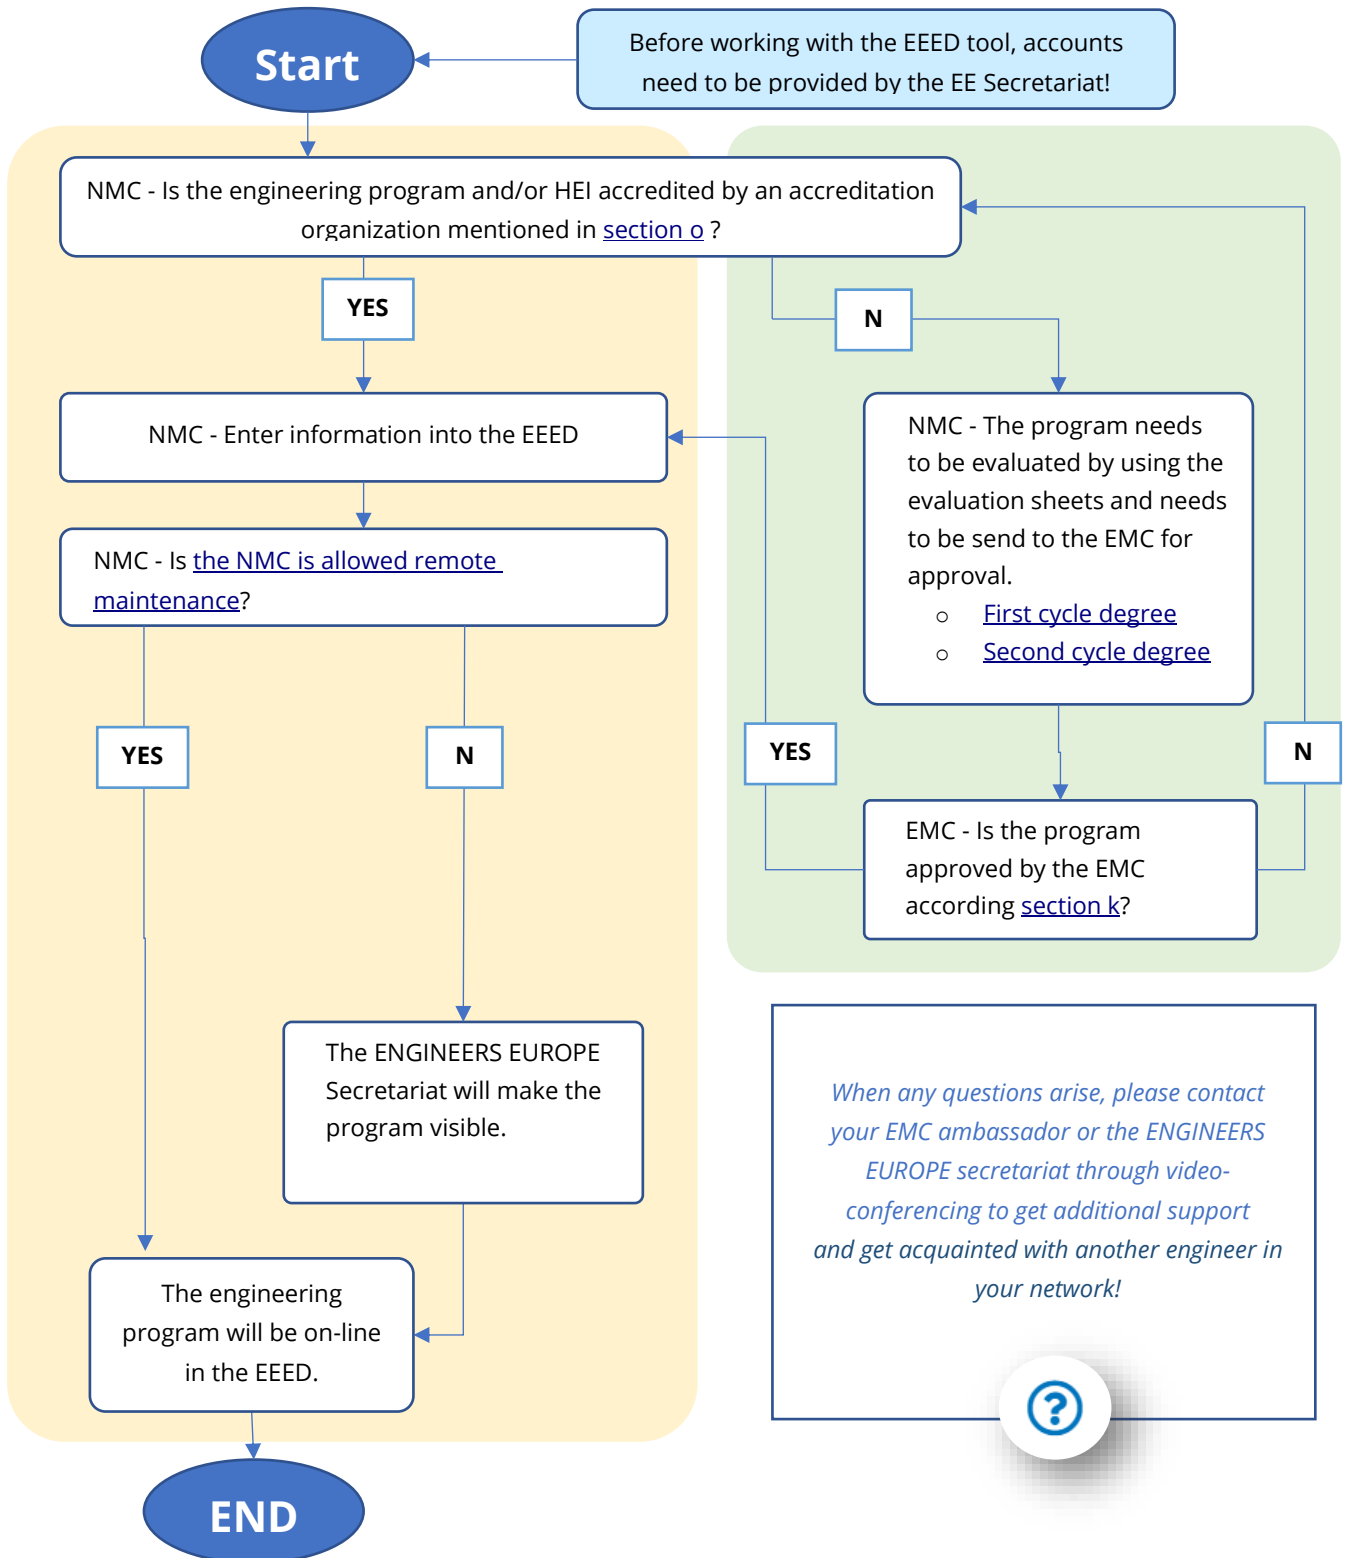 Start
Before working with the EEED tool, accounts
need to be provided by the EE Secretariat!
NMC - Is the engineering program and/or HEI accredited by an accreditation
organization mentioned in section o ?
YES
N
NMC - Enter information into the EEED
NMC - The program needs
to be evaluated by using the
evaluation sheets and needs
to be send to the EMC for
approval.
o First cycle degree
o Second cycle degree
NMC - Is the NMC is allowed remote
maintenance?
YES
N
YES
N
EMC - Is the program
approved by the EMC
according section k?
The ENGINEERS EUROPE
Secretariat will make the
program visible.
When any questions arise, please contact
your EMC ambassador or the ENGINEERS
EUROPE secretariat through video-
conferencing to get additional support
and get acquainted with another engineer in
your network!
The engineering
program will be on-line
in the EEED.
?
END